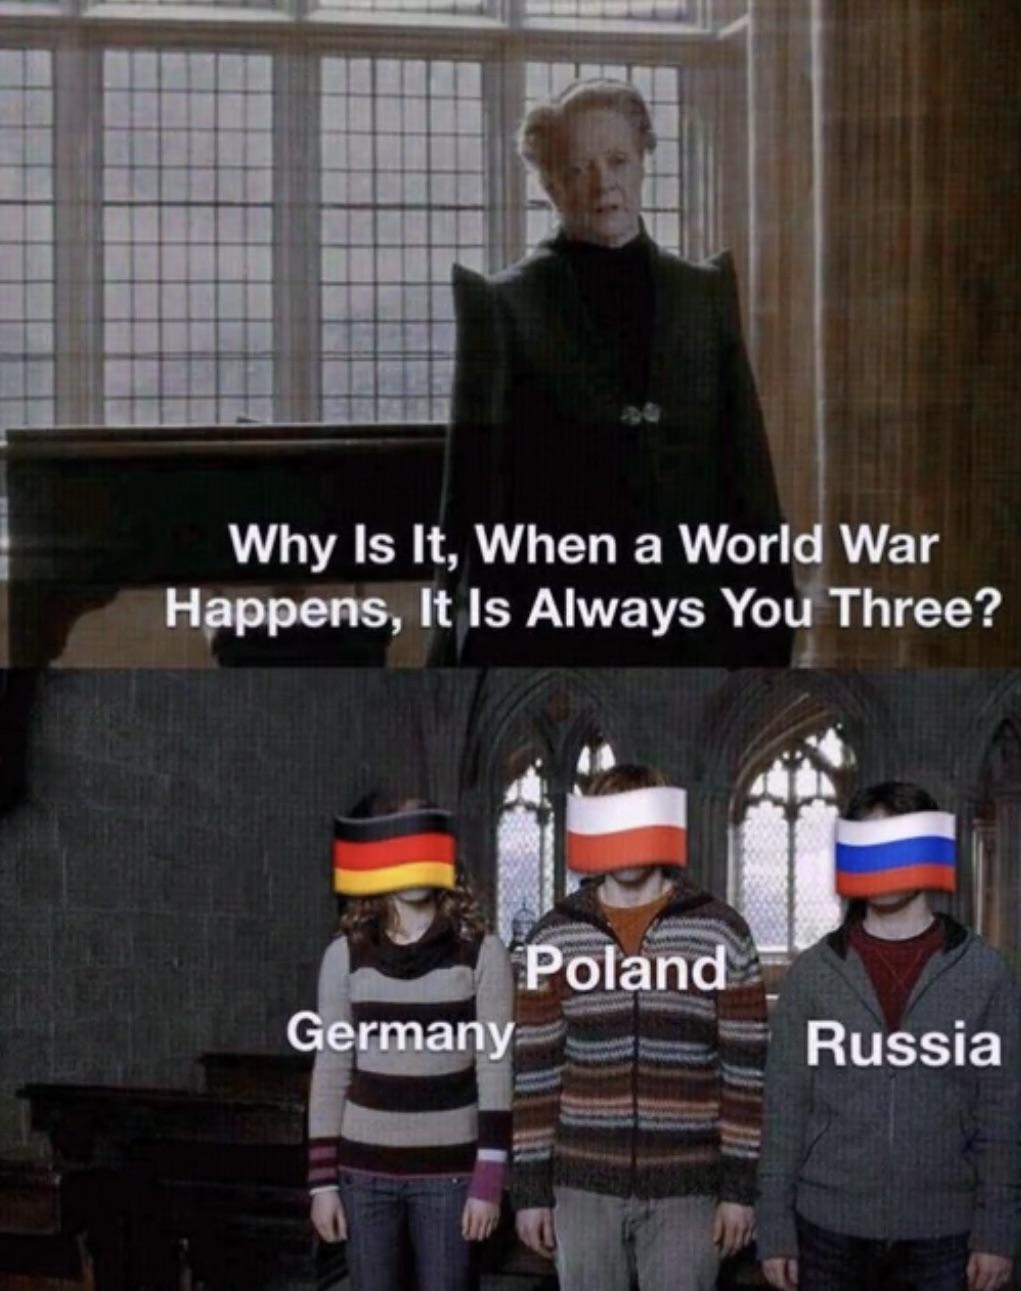 Why Is It, When a World War
Happens, It Is Always You Three?
Poland
Germany
Russia